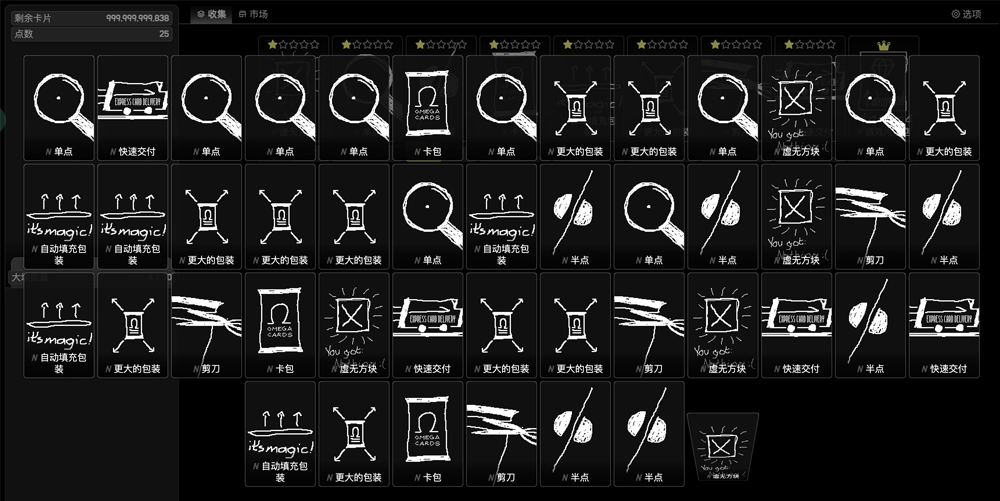 剩余卡片 999,999,999,838
点数 25
收集 市场 选项
N 单点
N 快速交付
N 单点
N 单点
N 单点
OMEGA CARDS
N 卡包
N 单点
N 更大的包装
N 更大的包装
N 单点
You got:
N 虚无方块
N 单点
N 更大的包装
it's magic!
N 自动填充包装
it's magic!
N 自动填充包装
N 更大的包装
N 更大的包装
N 更大的包装
N 单点
it's magic!
N 自动填充包装
N 半点
N 单点
N 半点
You got:
N 虚无方块
N 剪刀
N 半点
it's magic!
N 自动填充包装
N 更大的包装
N 剪刀
OMEGA CARDS
N 卡包
You got:
N 虚无方块
EXPRESS CARD DELIVERY
N 快速交付
N 更大的包装
N 更大的包装
N 剪刀
You got:
N 虚无方块
EXPRESS CARD DELIVERY
N 快速交付
N 半点
EXPRESS CARD DELIVERY
N 快速交付
it's magic!
N 自动填充包装
N 更大的包装
OMEGA CARDS
N 卡包
N 剪刀
N 半点
N 半点
You got:
N 虚无方块